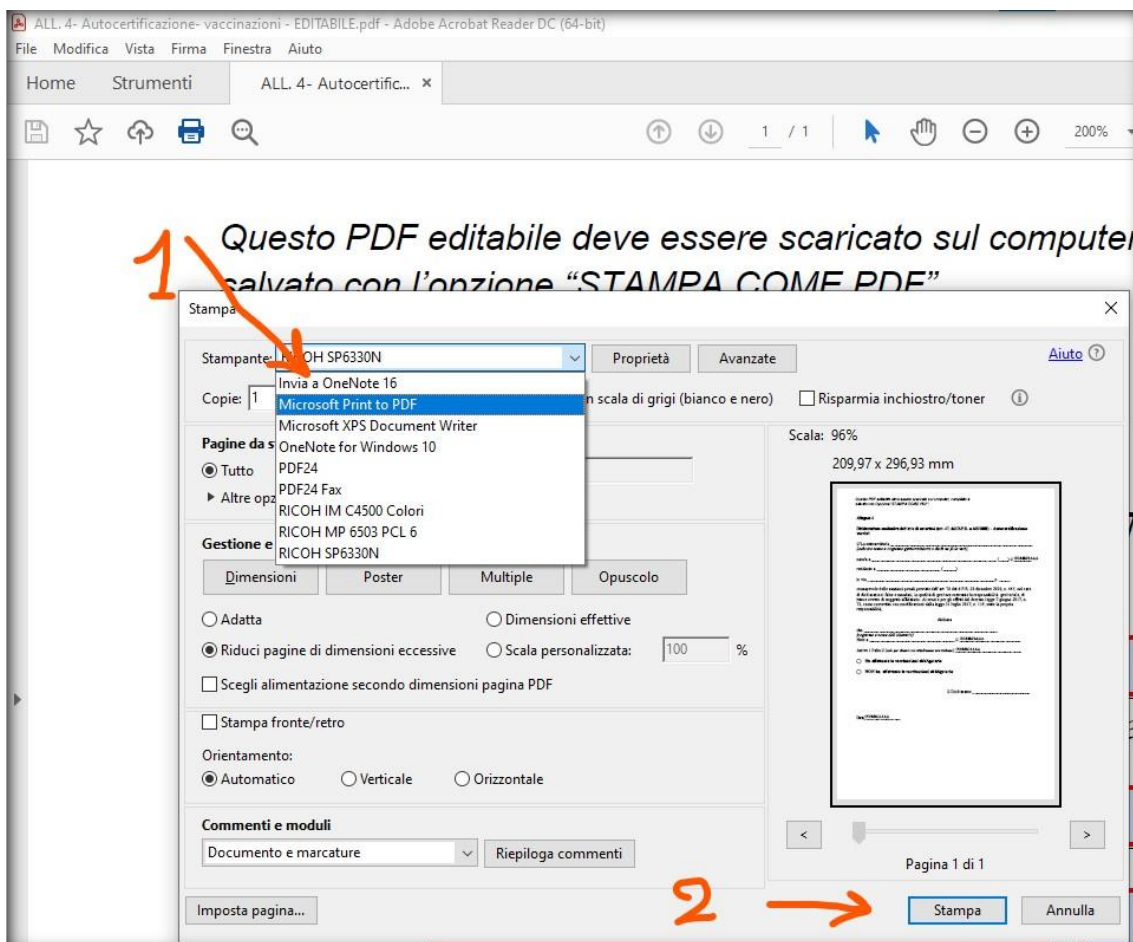 ALL. 4- Autocertificazione- vaccinazioni - EDITABILE.pdf - Adobe Acrobat Reader DC (64-bit)
File Modifica Vista Firma Finestra Aiuto
Home Strumenti ALL. 4- Autocertific... ×
1 / 1 200%
Questo PDF editabile deve essere scaricato sul computer
salvato con l'opzione "STAMPA COME PDF"
1
Stampa
Stampante: RICOH SP6330N Proprietà Avanzate Aiuto
Invia a OneNote 16
Copie: 1 n scala di grigi (bianco e nero) Risparmia inchiostro/toner
Microsoft Print to PDF
Microsoft XPS Document Writer
Scala: 96%
Pagine da s
OneNote for Windows 10
209,97 x 296,93 mm
Tutto PDF24
Altre opz PDF24 Fax
RICOH IM C4500 Colori
RICOH MP 6503 PCL 6
Gestione e
RICOH SP6330N
Dimensioni Poster Multiple Opuscolo
Adatta Dimensioni effettive
Riduci pagine di dimensioni eccessive Scala personalizzata: 100 %
Scegli alimentazione secondo dimensioni pagina PDF
Stampa fronte/retro
Orientamento:
Automatico Verticale Orizzontale
Commenti e moduli
Documento e marcature Riepiloga commenti
< >
Pagina 1 di 1
2
Imposta pagina... Stampa Annulla